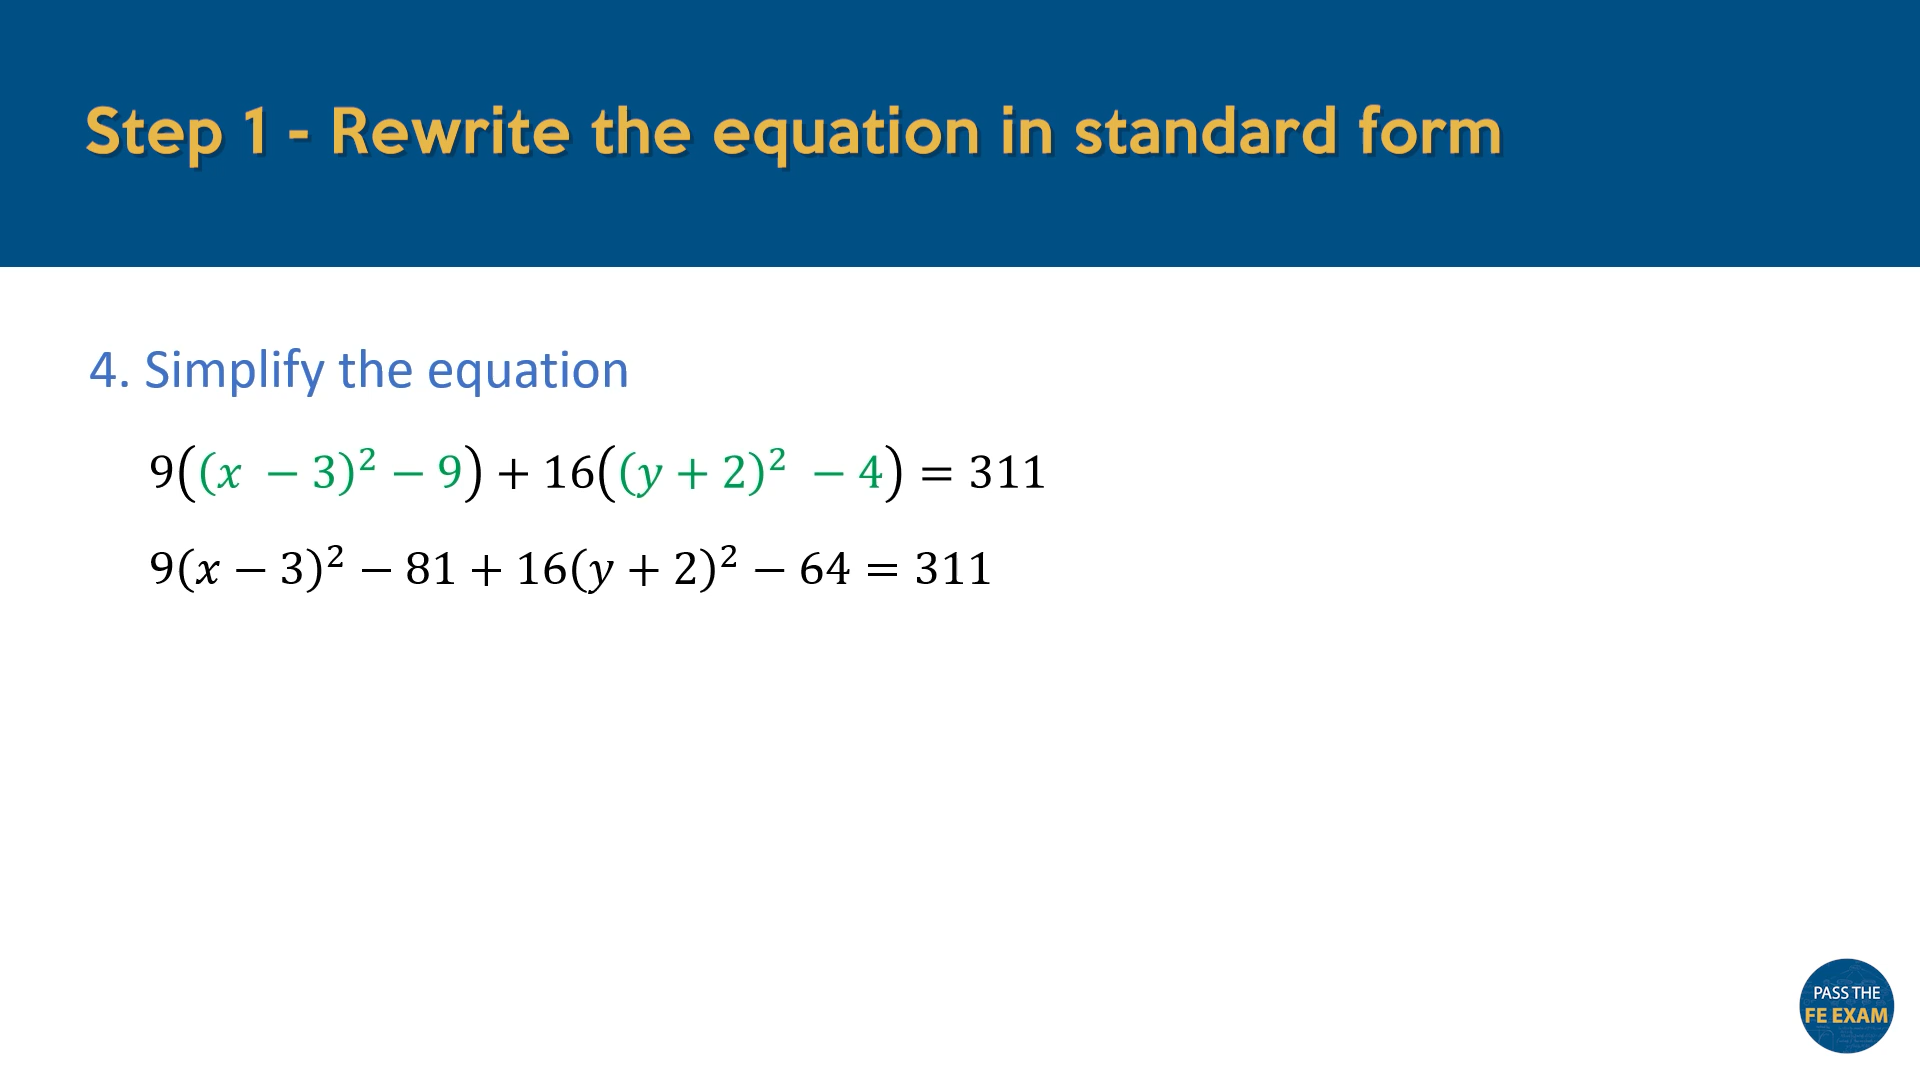 Step 1 - Rewrite the equation in standard form
4. Simplify the equation
9((x − 3)² − 9) + 16((y + 2)² − 4) = 311
9(x − 3)² − 81 + 16(y + 2)² − 64 = 311
PASS THE
FE EXAM